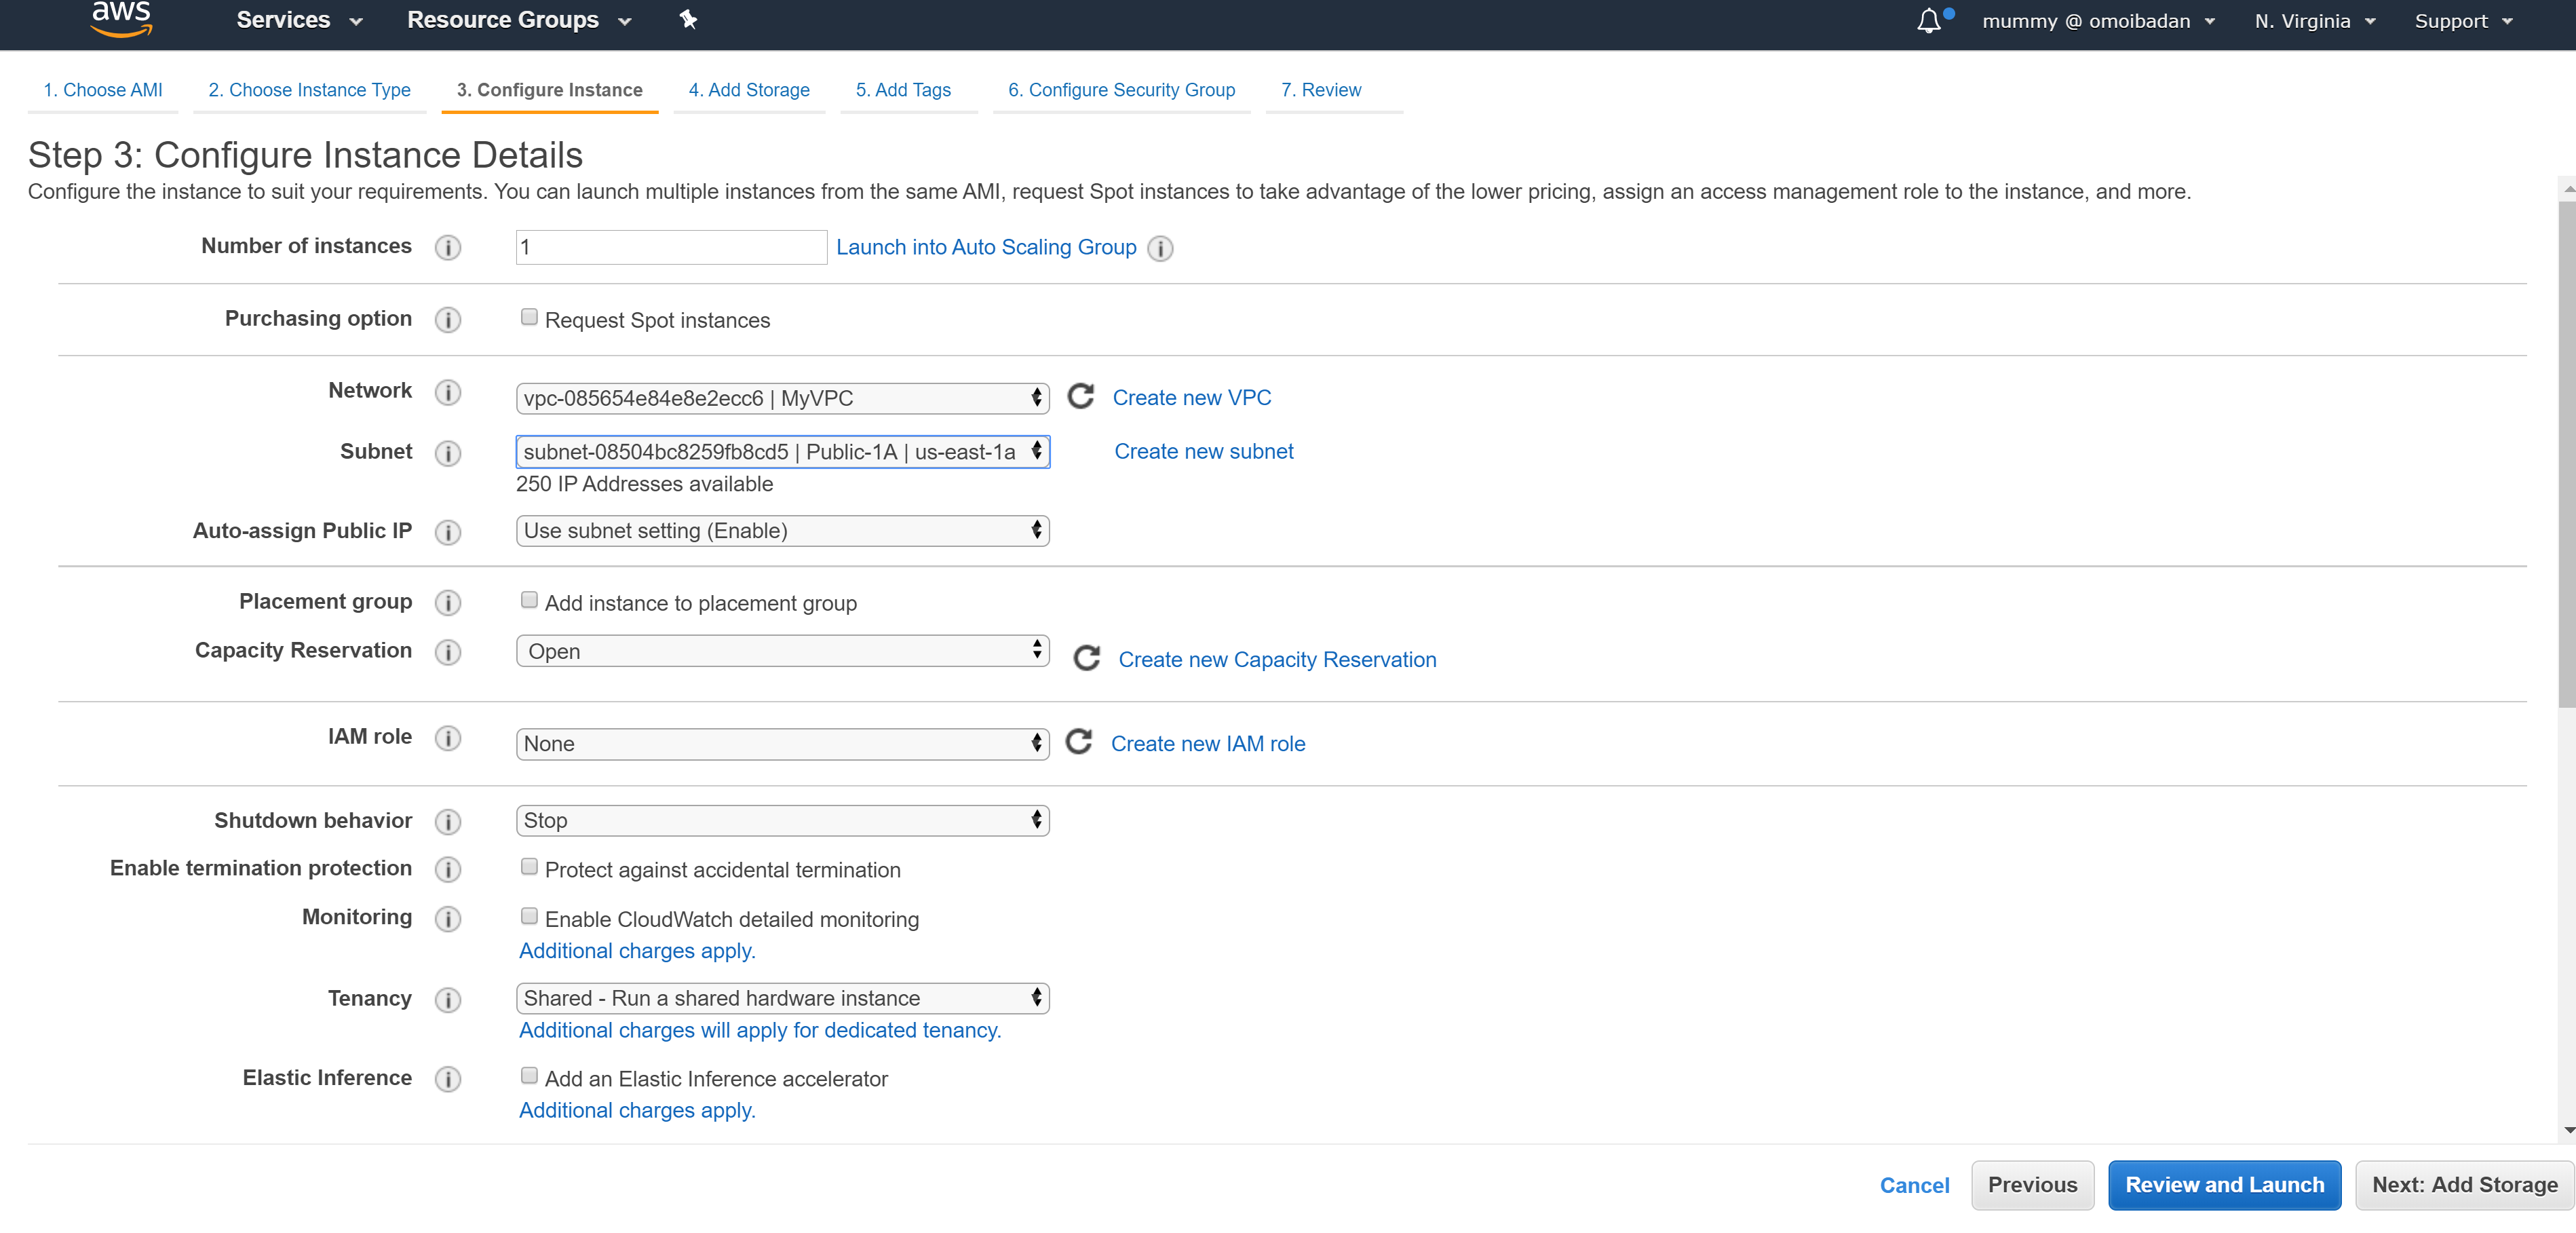 aws Services Resource Groups mummy @ omoibadan N. Virginia Support
1. Choose AMI 2. Choose Instance Type 3. Configure Instance 4. Add Storage 5. Add Tags 6. Configure Security Group 7. Review
Step 3: Configure Instance Details
Configure the instance to suit your requirements. You can launch multiple instances from the same AMI, request Spot instances to take advantage of the lower pricing, assign an access management role to the instance, and more.
Number of instances i 1 Launch into Auto Scaling Group i
Purchasing option i Request Spot instances
Network i vpc-085654e84e8e2ecc6 | MyVPC Create new VPC
Subnet i subnet-08504bc8259fb8cd5 | Public-1A | us-east-1a Create new subnet
250 IP Addresses available
Auto-assign Public IP i Use subnet setting (Enable)
Placement group i Add instance to placement group
Capacity Reservation i Open Create new Capacity Reservation
IAM role i None Create new IAM role
Shutdown behavior i Stop
Enable termination protection i Protect against accidental termination
Monitoring i Enable CloudWatch detailed monitoring
Additional charges apply.
Tenancy i Shared - Run a shared hardware instance
Additional charges will apply for dedicated tenancy.
Elastic Inference i Add an Elastic Inference accelerator
Additional charges apply.
Cancel Previous Review and Launch Next: Add Storage